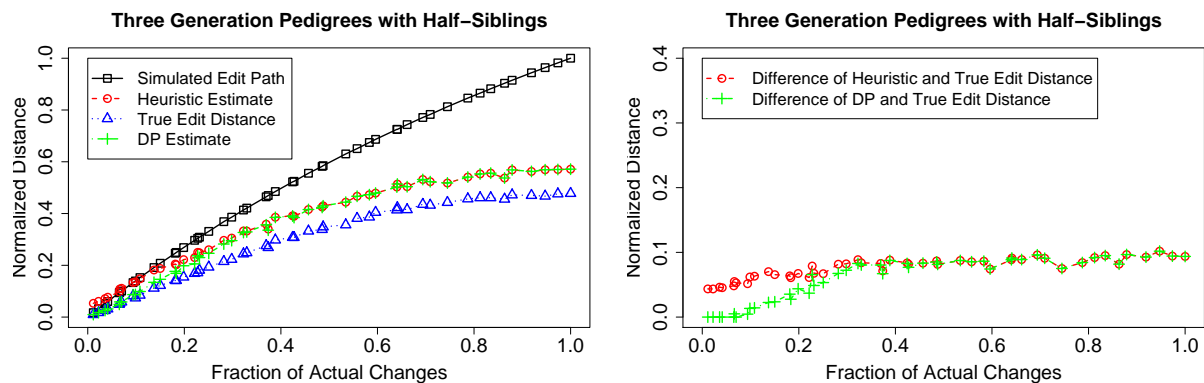 Three Generation Pedigrees with Half−Siblings
Normalized Distance
1.0
0.8
0.6
0.4
0.2
0.0
Simulated Edit Path
Heuristic Estimate
True Edit Distance
DP Estimate
0.0 0.2 0.4 0.6 0.8 1.0
Fraction of Actual Changes
Three Generation Pedigrees with Half−Siblings
Normalized Distance
0.4
0.3
0.2
0.1
0.0
Difference of Heuristic and True Edit Distance
Difference of DP and True Edit Distance
0.0 0.2 0.4 0.6 0.8 1.0
Fraction of Actual Changes